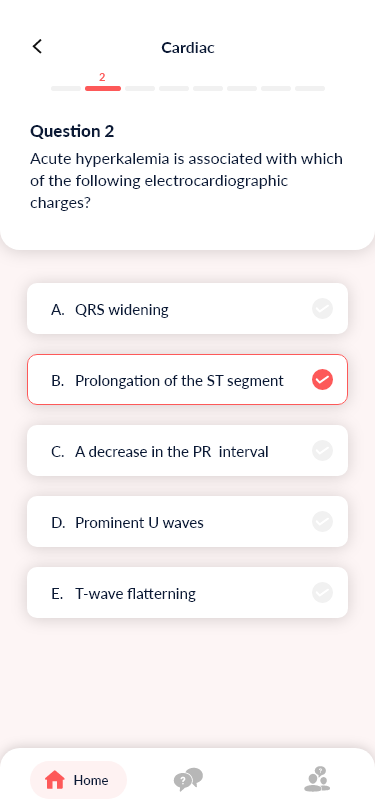 Cardiac
2
Question 2
Acute hyperkalemia is associated with which
of the following electrocardiographic
charges?
A. QRS widening
B. Prolongation of the ST segment
C. A decrease in the PR interval
D. Prominent U waves
E. T-wave flatterning
Home